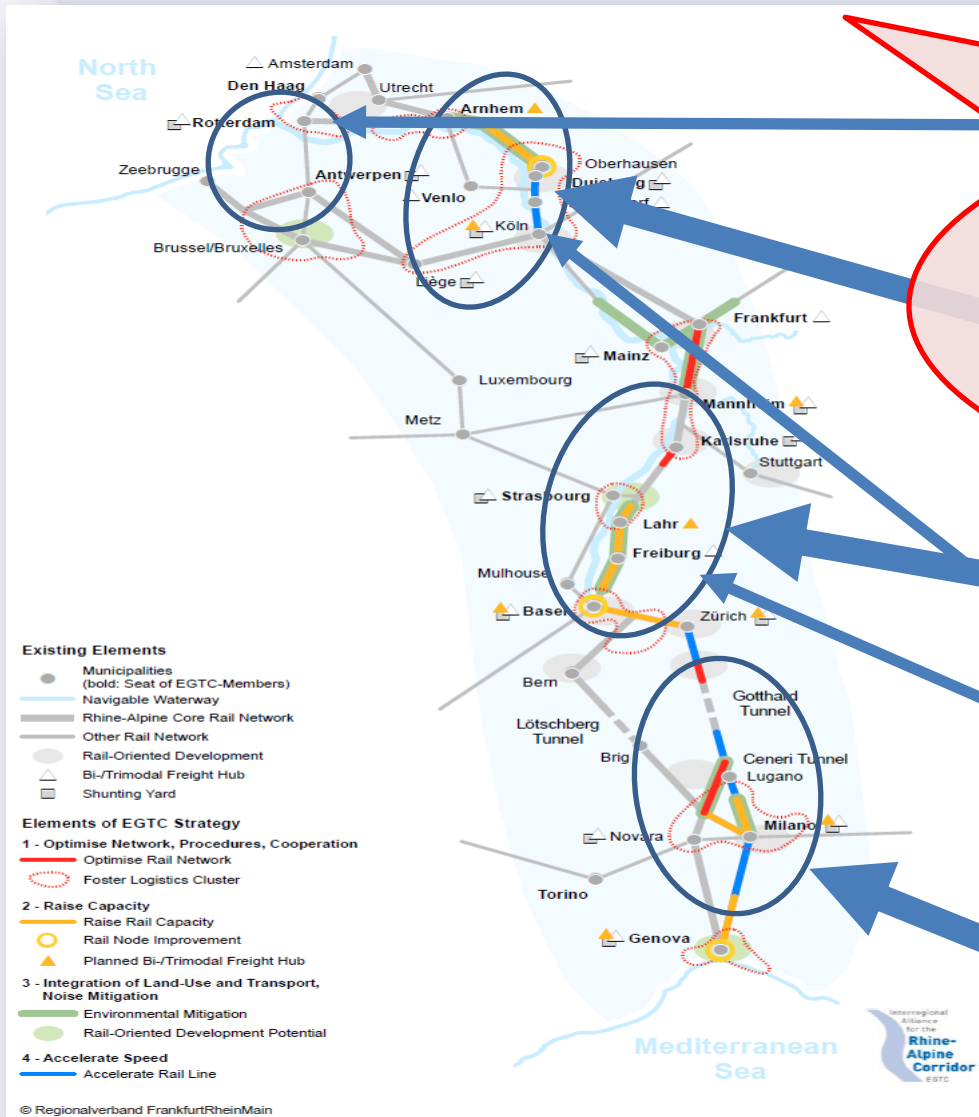 North
Sea
Amsterdam
Den Haag
Utrecht
Arnhem
Rotterdam
Oberhausen
Zeebrugge
Antwerpen
Venlo
Köln
Brussel/Bruxelles
Liège
Frankfurt
Mainz
Luxembourg
Mannheim
Metz
Karlsruhe
Stuttgart
Strasbourg
Lahr
Freiburg
Mulhouse
Basel
Zürich
Bern
Gotthard
Tunnel
Lötschberg
Tunnel
Brig
Ceneri Tunnel
Lugano
Milano
Novara
Torino
Genova
Mediterranean
Sea
Existing Elements
Municipalities
(bold: Seat of EGTC-Members)
Navigable Waterway
Rhine-Alpine Core Rail Network
Other Rail Network
Rail-Oriented Development
Bi-/Trimodal Freight Hub
Shunting Yard
Elements of EGTC Strategy
1 - Optimise Network, Procedures, Cooperation
Optimise Rail Network
Foster Logistics Cluster
2 - Raise Capacity
Raise Rail Capacity
Rail Node Improvement
Planned Bi-/Trimodal Freight Hub
3 - Integration of Land-Use and Transport,
Noise Mitigation
Environmental Mitigation
Rail-Oriented Development Potential
4 - Accelerate Speed
Accelerate Rail Line
© Regionalverband FrankfurtRheinMain
Interregional
Alliance
for the
Rhine-
Alpine
Corridor
EGTC